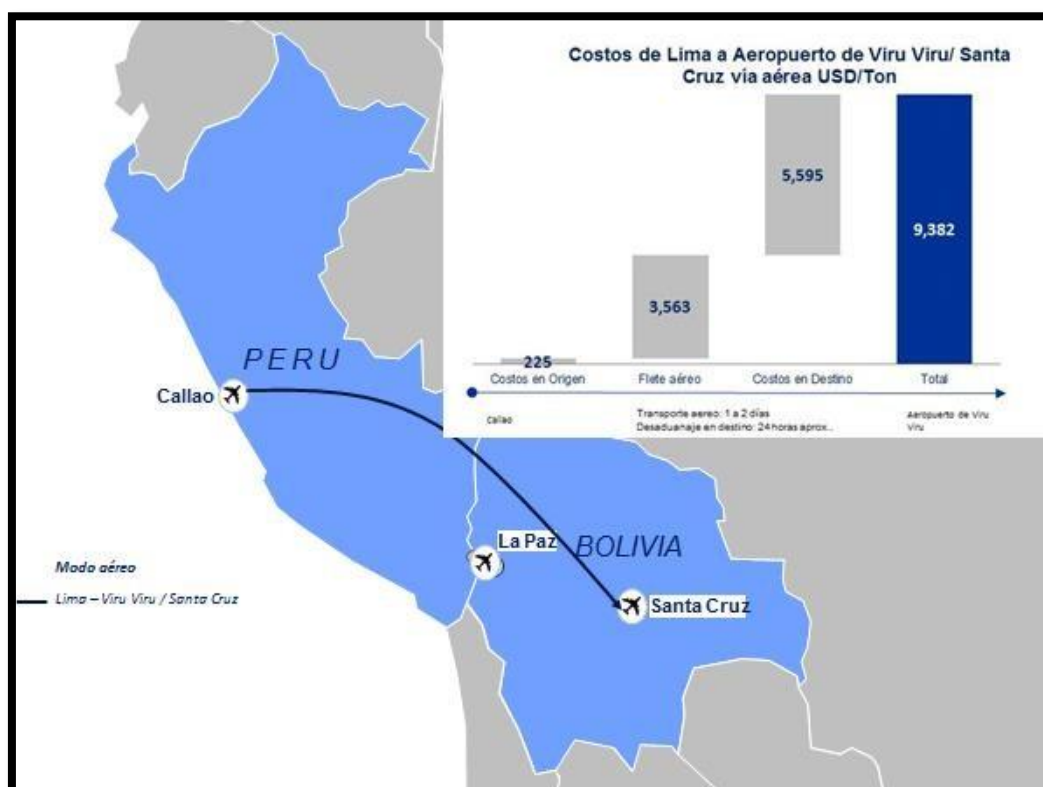 Costos de Lima a Aeropuerto de Viru Viru/ Santa
Cruz via aérea USD/Ton
5,595
9,382
3,563
225
Costos en Origen
Flete aéreo
Costos en Destino
Total
Callao
Transporte aereo: 1 a 2 días
Desaduanaje en destino: 24 horas aprox..
Aeropuerto de Viru
Viru
PERU
Callao
La Paz
BOLIVIA
Santa Cruz
Modo aéreo
Lima – Viru Viru / Santa Cruz